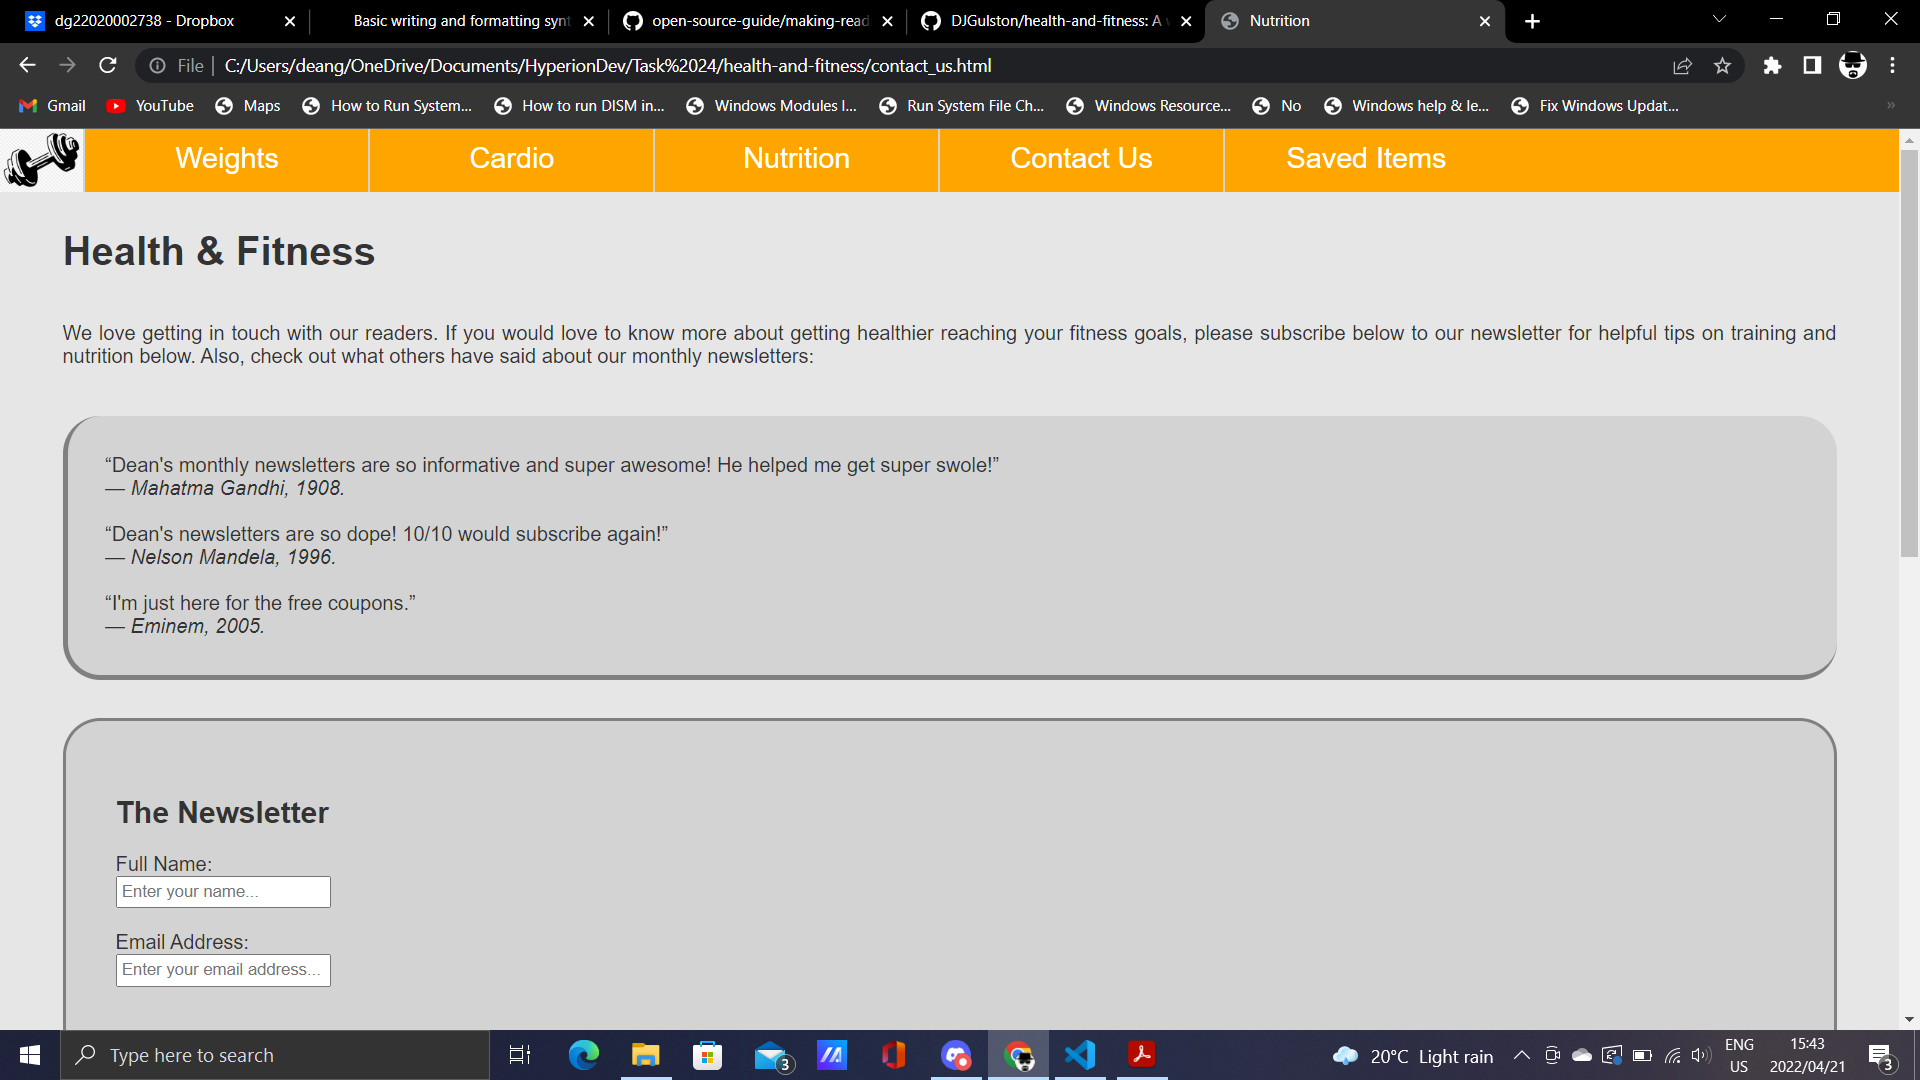 dg22020002738 - Dropbox
Basic writing and formatting synt
open-source-guide/making-read
DJGulston/health-and-fitness: A w
Nutrition
File
C:/Users/deang/OneDrive/Documents/HyperionDev/Task%2024/health-and-fitness/contact_us.html
Gmail
YouTube
Maps
How to Run System...
How to run DISM in...
Windows Modules I...
Run System File Ch...
Windows Resource...
No
Windows help & le...
Fix Windows Updat...
Weights
Cardio
Nutrition
Contact Us
Saved Items
Health & Fitness
We love getting in touch with our readers. If you would love to know more about getting healthier reaching your fitness goals, please subscribe below to our newsletter for helpful tips on training and
nutrition below. Also, check out what others have said about our monthly newsletters:
“Dean's monthly newsletters are so informative and super awesome! He helped me get super swole!”
— Mahatma Gandhi, 1908.
“Dean's newsletters are so dope! 10/10 would subscribe again!”
— Nelson Mandela, 1996.
“I'm just here for the free coupons.”
— Eminem, 2005.
The Newsletter
Full Name:
Enter your name...
Email Address:
Enter your email address...
Type here to search
3
20°C Light rain
ENG
US
15:43
2022/04/21
3